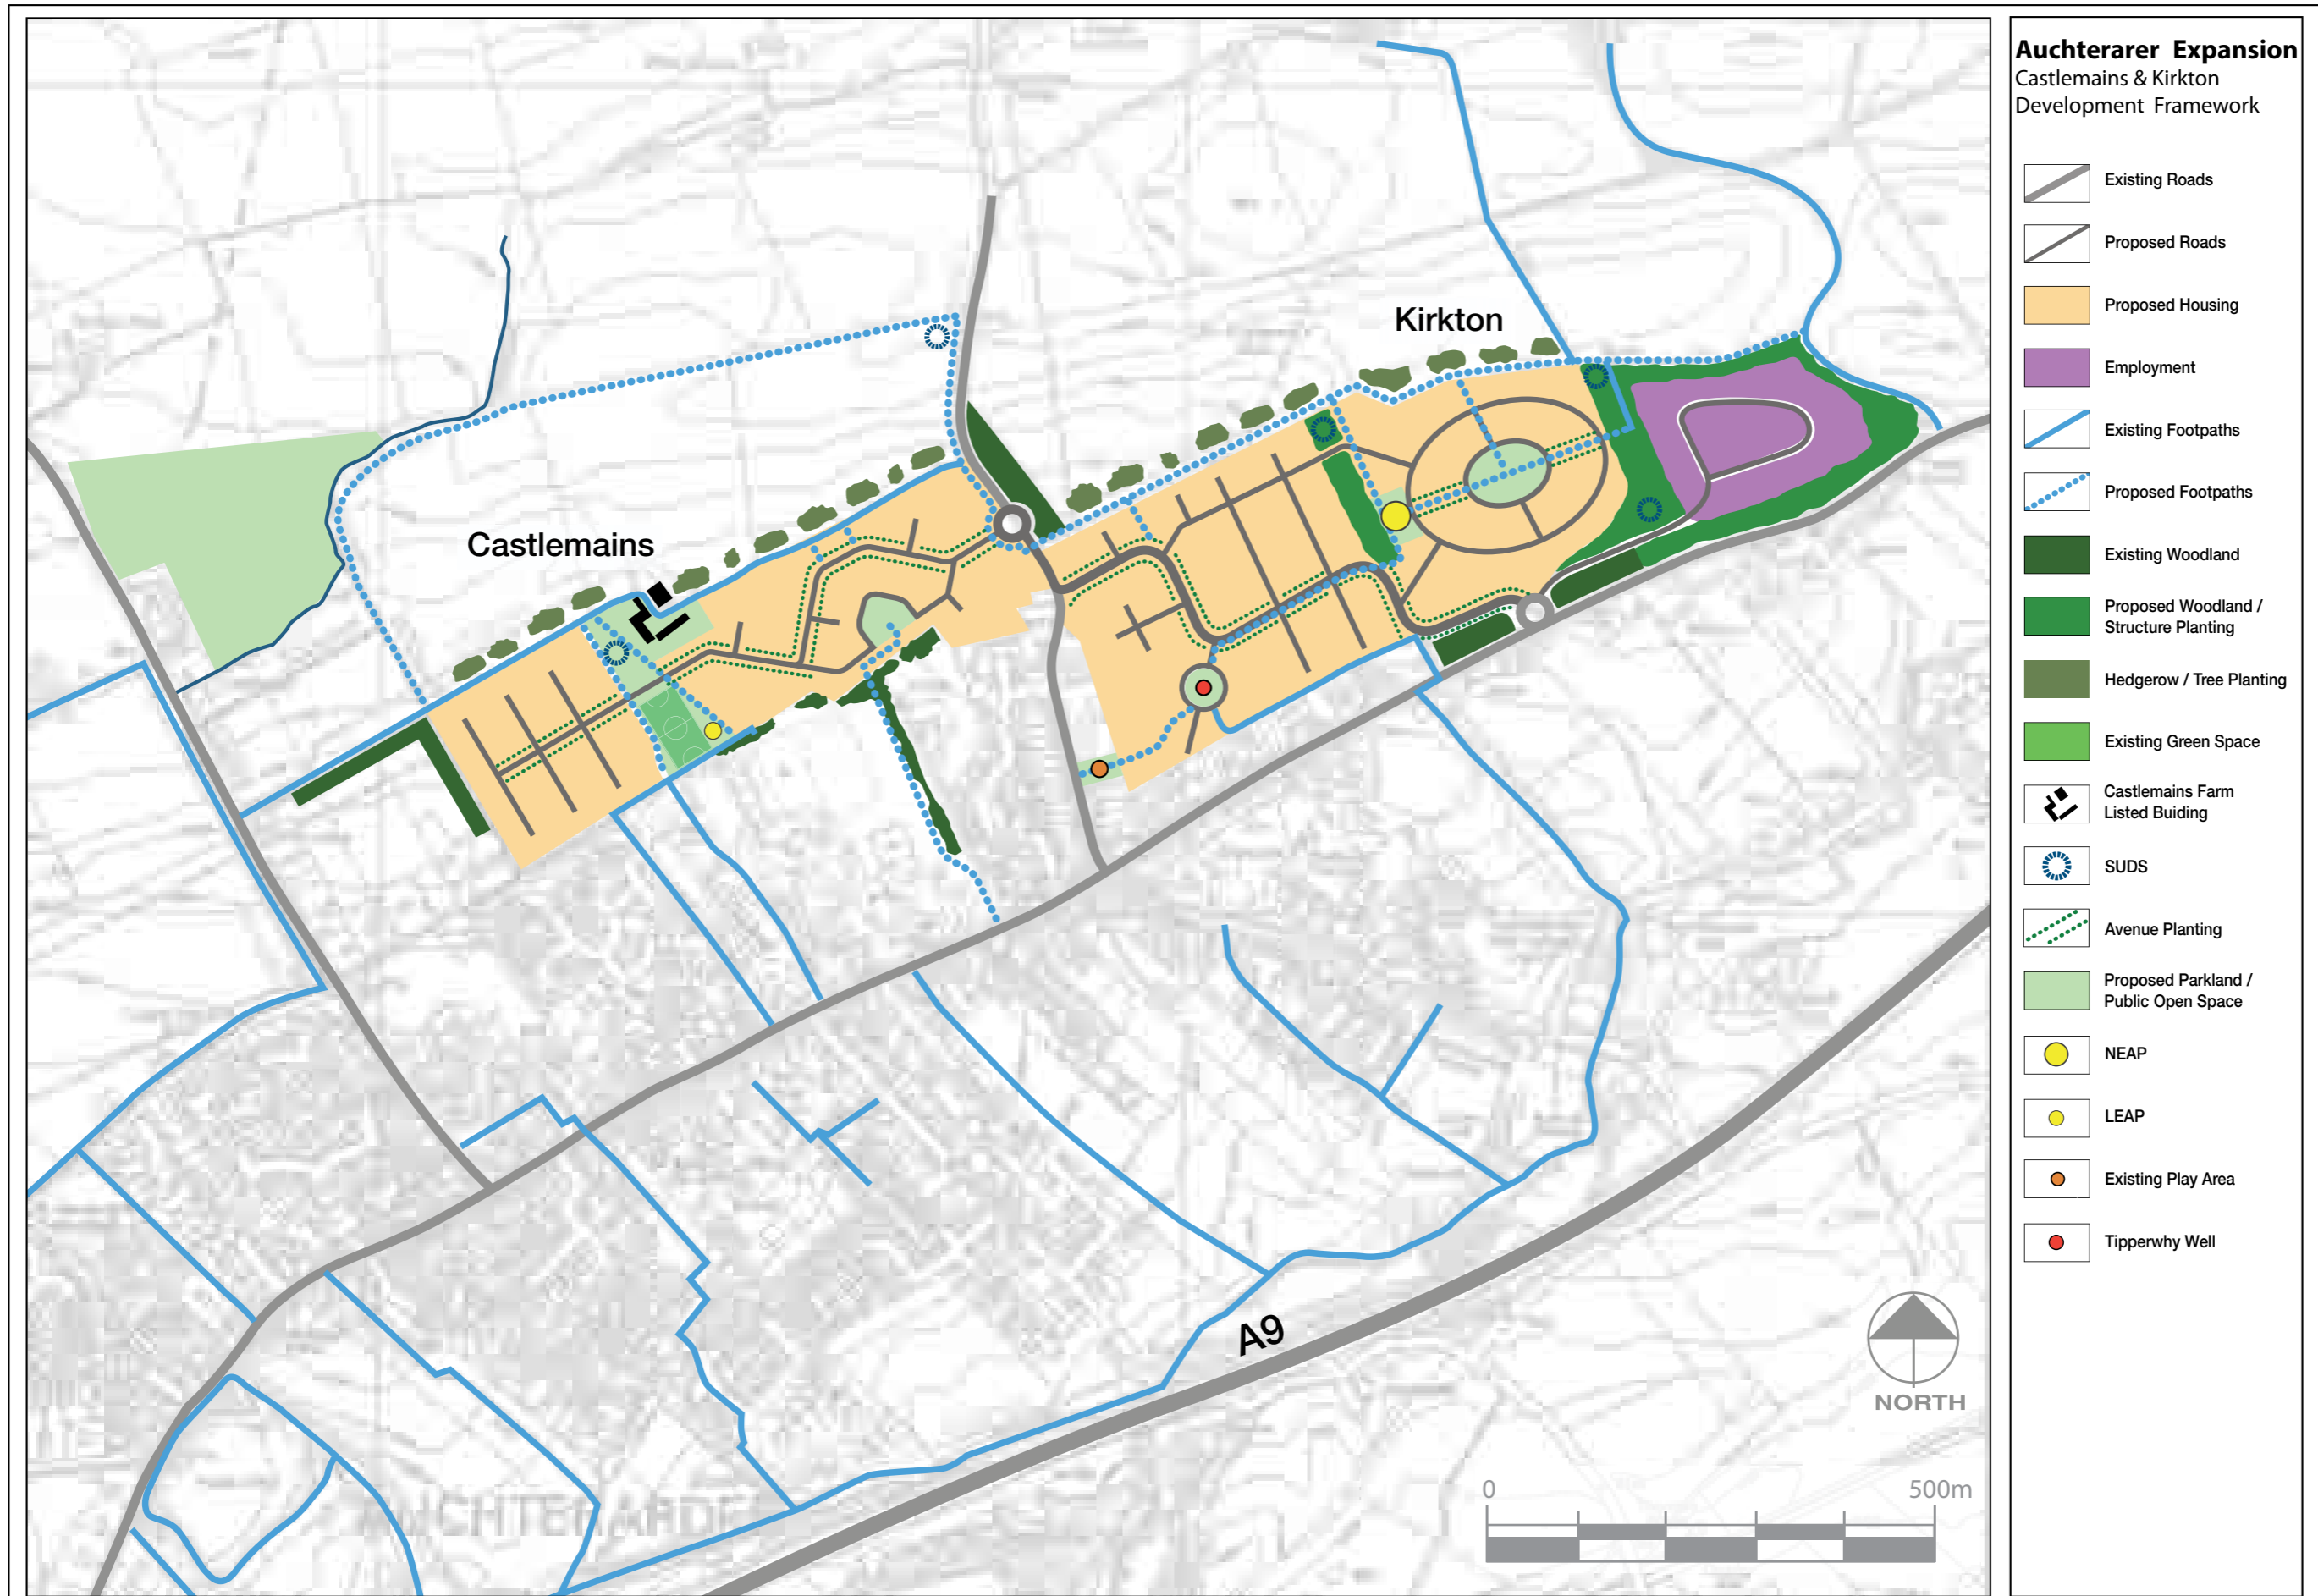 Auchterarer Expansion
Castlemains & Kirkton
Development Framework
Existing Roads
Proposed Roads
Proposed Housing
Employment
Existing Footpaths
Proposed Footpaths
Existing Woodland
Proposed Woodland /
Structure Planting
Hedgerow / Tree Planting
Existing Green Space
Castlemains Farm
Listed Buiding
SUDS
Avenue Planting
Proposed Parkland /
Public Open Space
NEAP
LEAP
Existing Play Area
Tipperwhy Well
Kirkton
Castlemains
A9
NORTH
0 500m